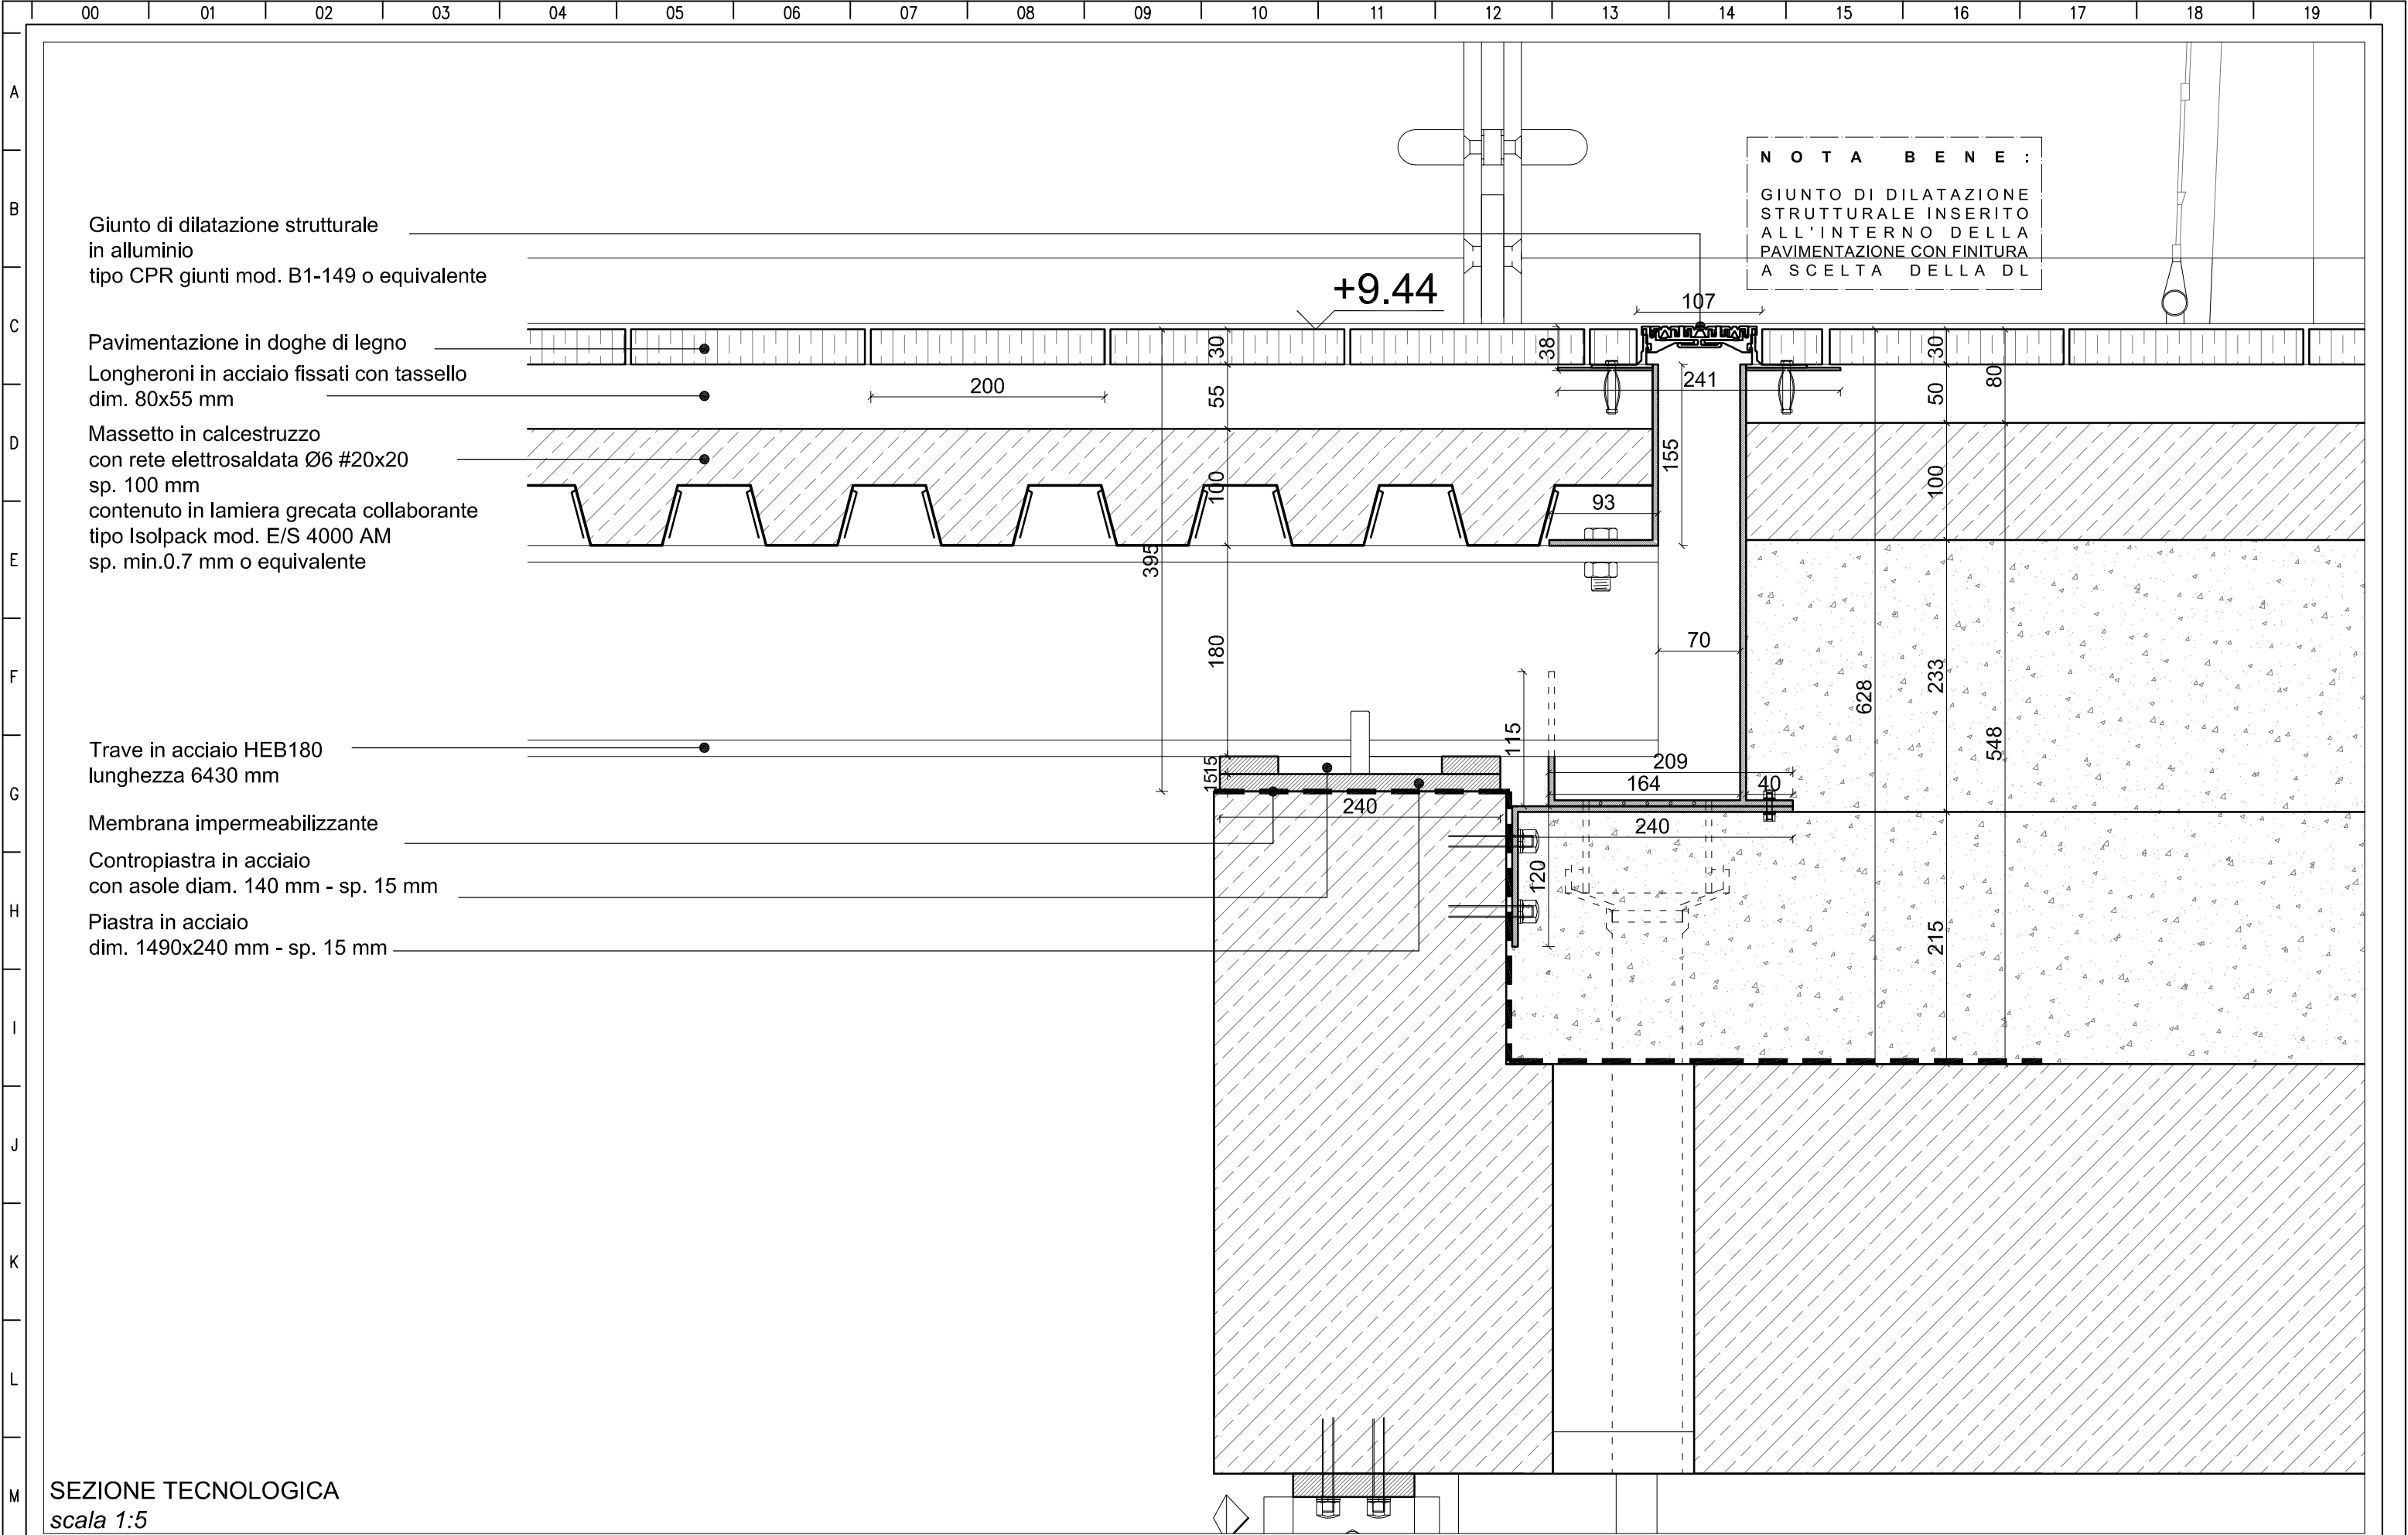 00 01 02 03 04 05 06 07 08 09 10 11 12 13 14 15 16 17 18 19
A
B
C
D
E
F
G
H
I
J
K
L
M
Giunto di dilatazione strutturale
in alluminio
tipo CPR giunti mod. B1-149 o equivalente
Pavimentazione in doghe di legno
Longheroni in acciaio fissati con tassello
dim. 80x55 mm
Massetto in calcestruzzo
con rete elettrosaldata Ø6 #20x20
sp. 100 mm
contenuto in lamiera grecata collaborante
tipo Isolpack mod. E/S 4000 AM
sp. min.0.7 mm o equivalente
Trave in acciaio HEB180
lunghezza 6430 mm
Membrana impermeabilizzante
Contropiastra in acciaio
con asole diam. 140 mm - sp. 15 mm
Piastra in acciaio
dim. 1490x240 mm - sp. 15 mm
NOTA BENE:
GIUNTO DI DILATAZIONE
STRUTTURALE INSERITO
ALL'INTERNO DELLA
PAVIMENTAZIONE CON FINITURA
A SCELTA DELLA DL
+9.44
107
30
38
30
80
200
55
241
50
155
100
93
100
395
180
70
628
233
548
115
209
164
40
15
15
240
240
120
215
SEZIONE TECNOLOGICA
scala 1:5